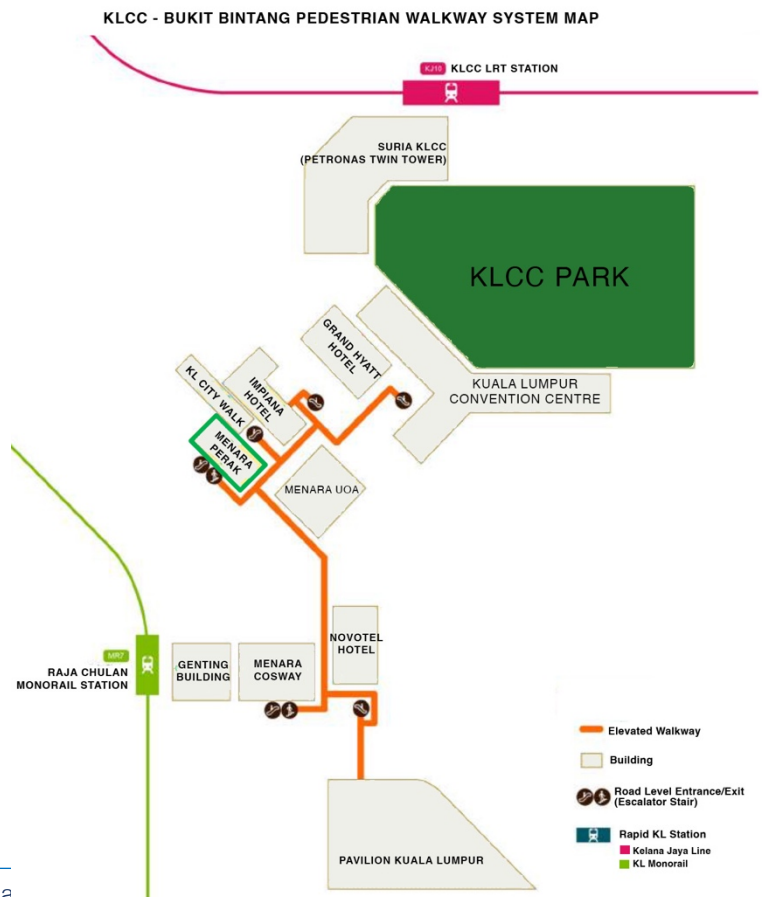 KLCC - BUKIT BINTANG PEDESTRIAN WALKWAY SYSTEM MAP
KJ10 KLCC LRT STATION
SURIA KLCC
(PETRONAS TWIN TOWER)
KLCC PARK
GRAND HYATT
HOTEL
KUALA LUMPUR
CONVENTION CENTRE
IMPIANA
HOTEL
KL CITY WALK
MENARA
PERAK
MENARA UOA
NOVOTEL
HOTEL
MR7
RAJA CHULAN
MONORAIL STATION
GENTING
BUILDING
MENARA
COSWAY
PAVILION KUALA LUMPUR
Elevated Walkway
Building
Road Level Entrance/Exit
(Escalator Stair)
Rapid KL Station
Kelana Jaya Line
KL Monorail